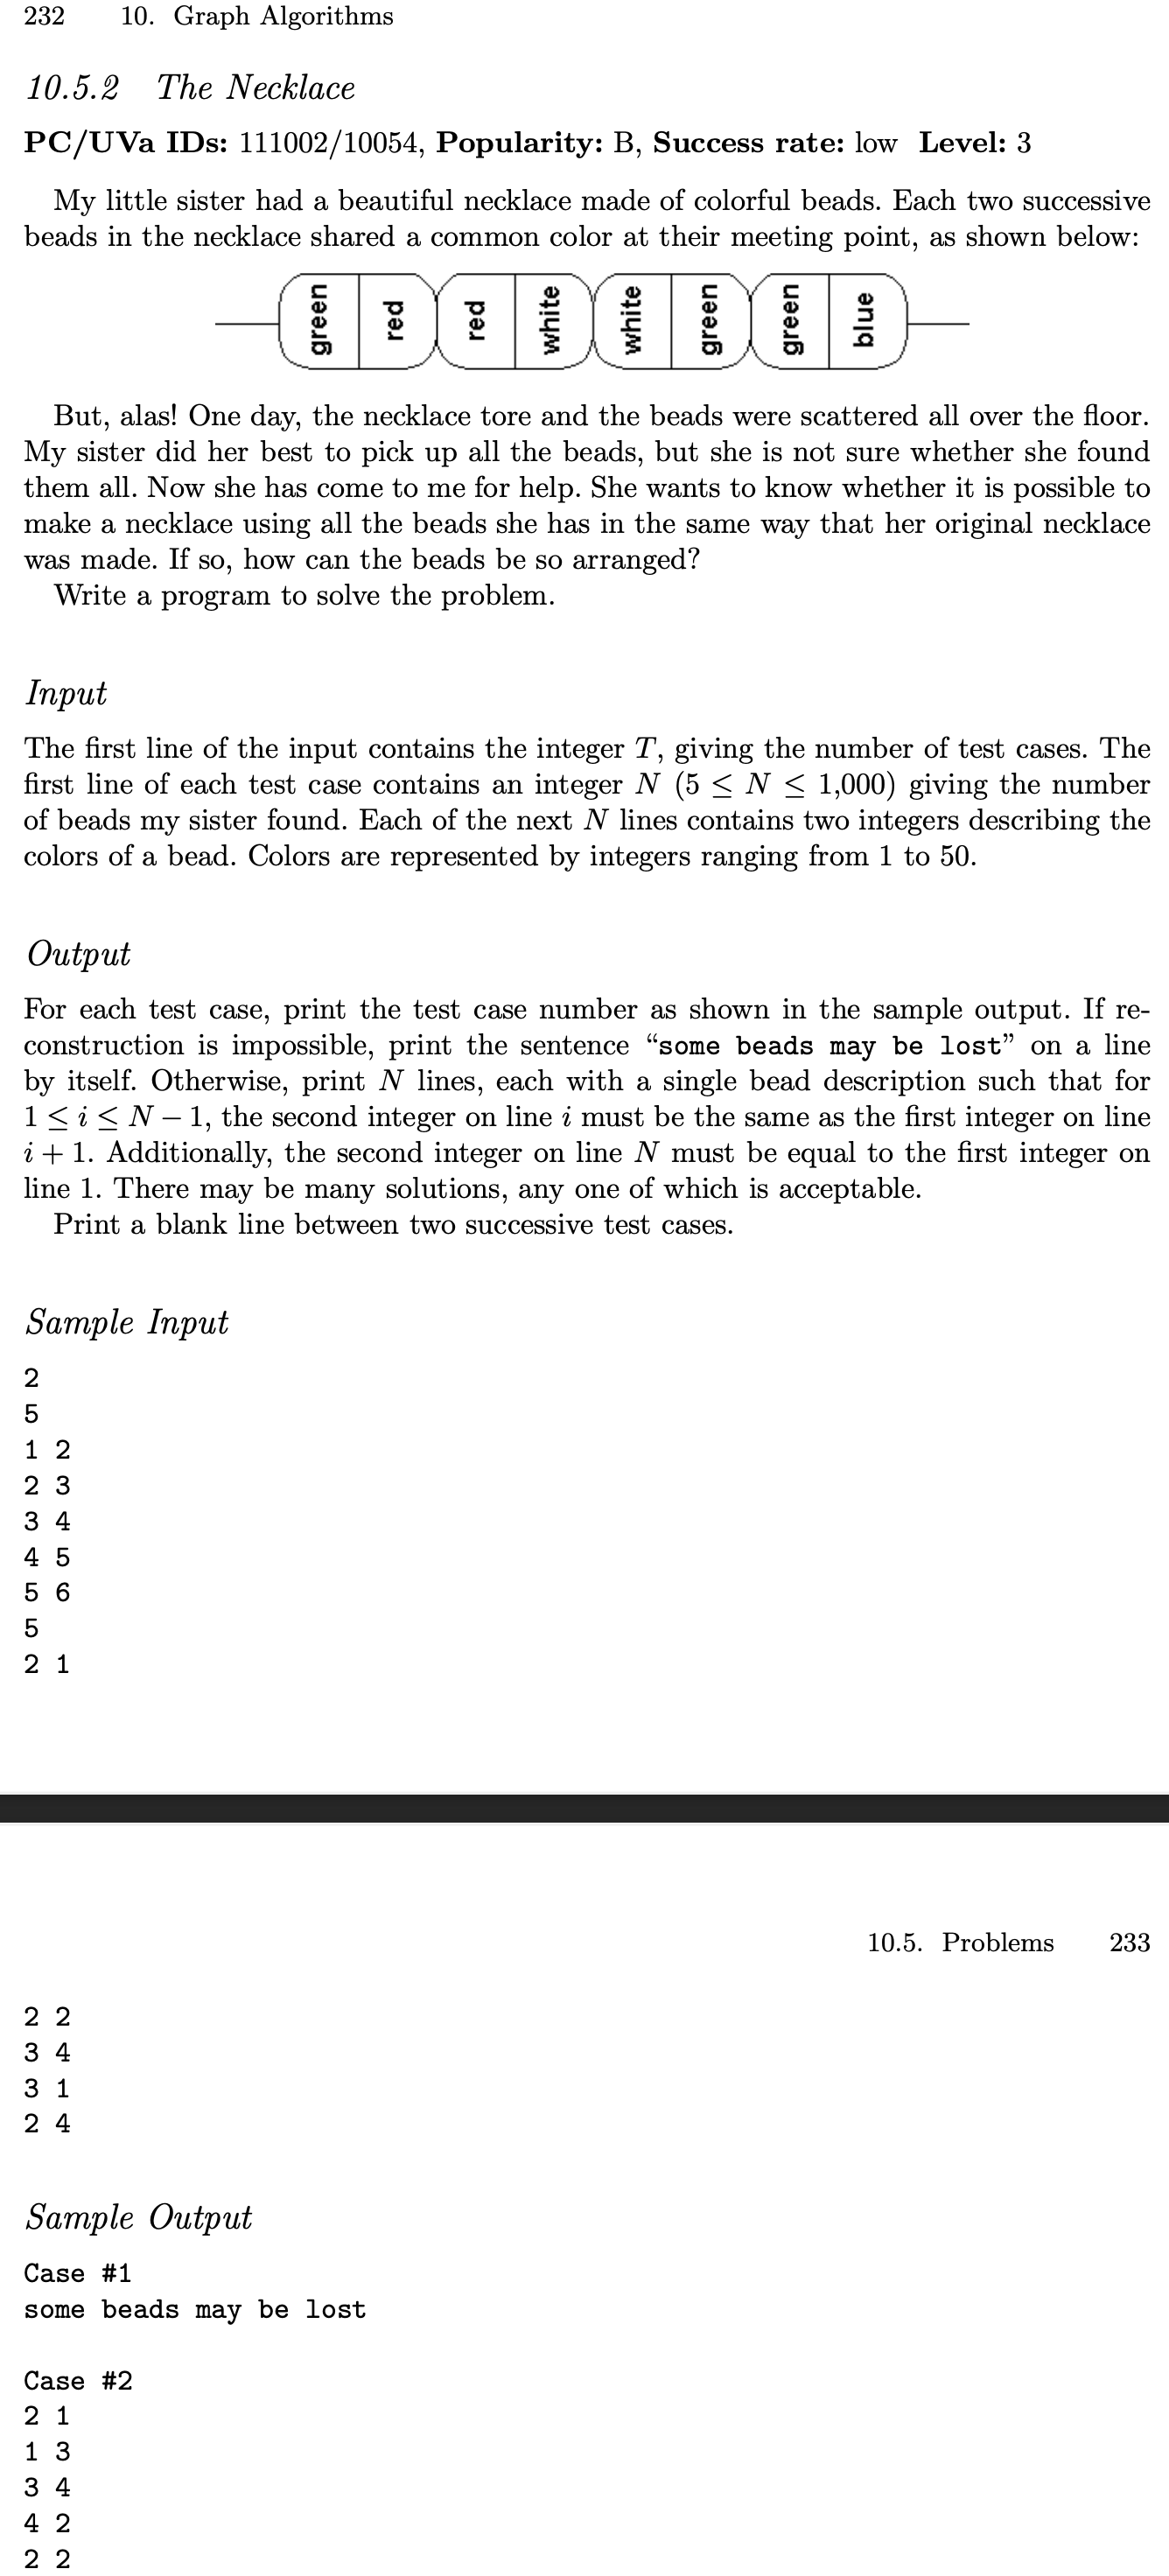 232 10. Graph Algorithms
10.5.2 The Necklace
PC/UVa IDs: 111002/10054, Popularity: B, Success rate: low Level: 3
My little sister had a beautiful necklace made of colorful beads. Each two successive
beads in the necklace shared a common color at their meeting point, as shown below:
green red red white white green green blue
But, alas! One day, the necklace tore and the beads were scattered all over the floor.
My sister did her best to pick up all the beads, but she is not sure whether she found
them all. Now she has come to me for help. She wants to know whether it is possible to
make a necklace using all the beads she has in the same way that her original necklace
was made. If so, how can the beads be so arranged?
Write a program to solve the problem.
Input
The first line of the input contains the integer T, giving the number of test cases. The
first line of each test case contains an integer N (5 ≤ N ≤ 1,000) giving the number
of beads my sister found. Each of the next N lines contains two integers describing the
colors of a bead. Colors are represented by integers ranging from 1 to 50.
Output
For each test case, print the test case number as shown in the sample output. If re-
construction is impossible, print the sentence “some beads may be lost” on a line
by itself. Otherwise, print N lines, each with a single bead description such that for
1 ≤ i ≤ N − 1, the second integer on line i must be the same as the first integer on line
i + 1. Additionally, the second integer on line N must be equal to the first integer on
line 1. There may be many solutions, any one of which is acceptable.
Print a blank line between two successive test cases.
Sample Input
2
5
1 2
2 3
3 4
4 5
5 6
5
2 1
10.5. Problems 233
2 2
3 4
3 1
2 4
Sample Output
Case #1
some beads may be lost
Case #2
2 1
1 3
3 4
4 2
2 2